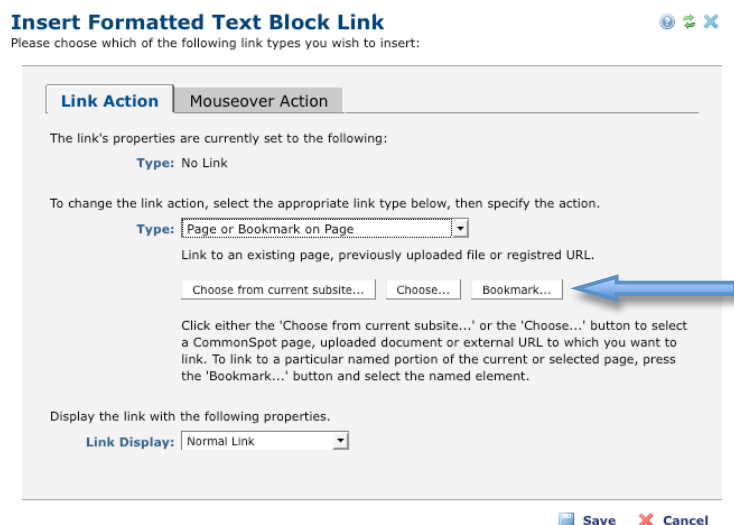 Insert Formatted Text Block Link
Please choose which of the following link types you wish to insert:
Link Action
Mouseover Action
The link's properties are currently set to the following:
Type: No Link
To change the link action, select the appropriate link type below, then specify the action.
Type: Page or Bookmark on Page
Link to an existing page, previously uploaded file or registred URL.
Choose from current subsite... Choose... Bookmark...
Click either the 'Choose from current subsite...' or the 'Choose...' button to select
a CommonSpot page, uploaded document or external URL to which you want to
link. To link to a particular named portion of the current or selected page, press
the 'Bookmark...' button and select the named element.
Display the link with the following properties.
Link Display: Normal Link
Save Cancel